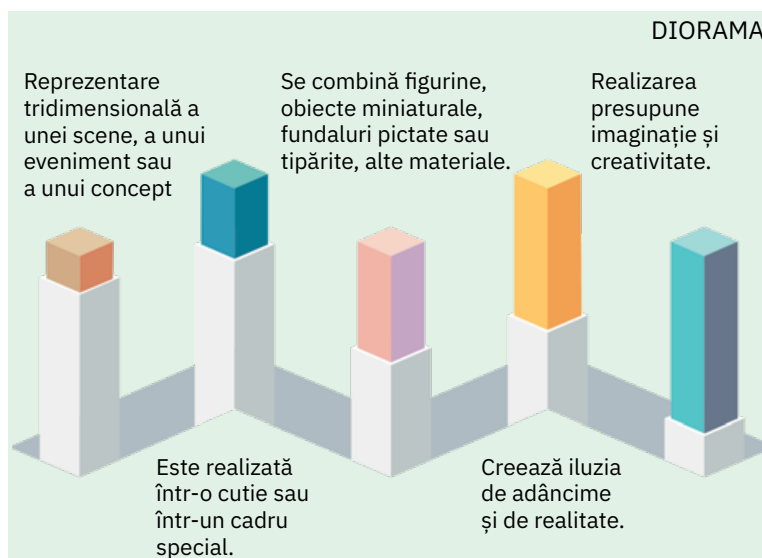 DIORAMA
Reprezentare
tridimensională a
unei scene, a unui
eveniment sau
a unui concept
Se combină figurine,
obiecte miniaturale,
fundaluri pictate sau
tipărite, alte materiale.
Realizarea
presupune
imaginație și
creativitate.
Este realizată
într-o cutie sau
într-un cadru
special.
Creează iluzia
de adâncime
și de realitate.